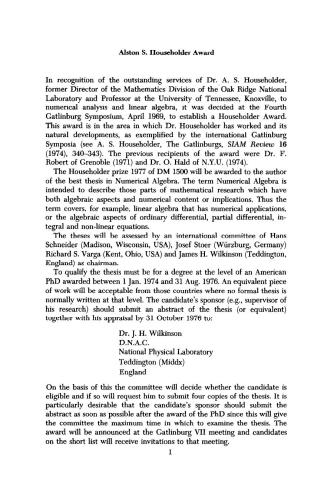 Alston S. Householder Award
In recognition of the outstanding services of Dr. A. S. Householder,
former Director of the Mathematics Division of the Oak Ridge National
Laboratory and Professor at the University of Tennessee, Knoxville, to
numerical analysis and linear algebra, it was decided at the Fourth
Gatlinburg Symposium, April 1969, to establish a Householder Award.
This award is in the area in which Dr. Householder has worked and its
natural developments, as exemplified by the international Gatlinburg
Symposia (see A. S. Householder, The Gatlinburgs, SIAM Review 16
(1974), 340–343). The previous recipients of the award were Dr. F.
Robert of Grenoble (1971) and Dr. O. Hald of N.Y.U. (1974).
The Householder prize 1977 of DM 1500 will be awarded to the author
of the best thesis in Numerical Algebra. The term Numerical Algebra is
intended to describe those parts of mathematical research which have
both algebraic aspects and numerical content or implications. Thus the
term covers, for example, linear algebra that has numerical applications,
or the algebraic aspects of ordinary differential, partial differential, in-
tegral and non-linear equations.
The theses will be assessed by an international committee of Hans
Schneider (Madison, Wisconsin, USA), Josef Stoer (Würzburg, Germany)
Richard S. Varga (Kent, Ohio, USA) and James H. Wilkinson (Teddington,
England) as chairman.
To qualify the thesis must be for a degree at the level of an American
PhD awarded between 1 Jan. 1974 and 31 Aug. 1976. An equivalent piece
of work will be acceptable from those countries where no formal thesis is
normally written at that level. The candidate's sponsor (e.g., supervisor of
his research) should submit an abstract of the thesis (or equivalent)
together with his appraisal by 31 October 1976 to:
Dr. J. H. Wilkinson
D.N.A.C.
National Physical Laboratory
Teddington (Middx)
England
On the basis of this the committee will decide whether the candidate is
eligible and if so will request him to submit four copies of the thesis. It is
particularly desirable that the candidate's sponsor should submit the
abstract as soon as possible after the award of the PhD since this will give
the committee the maximum time in which to examine the thesis. The
award will be announced at the Gatlinburg VII meeting and candidates
on the short list will receive invitations to that meeting.
1